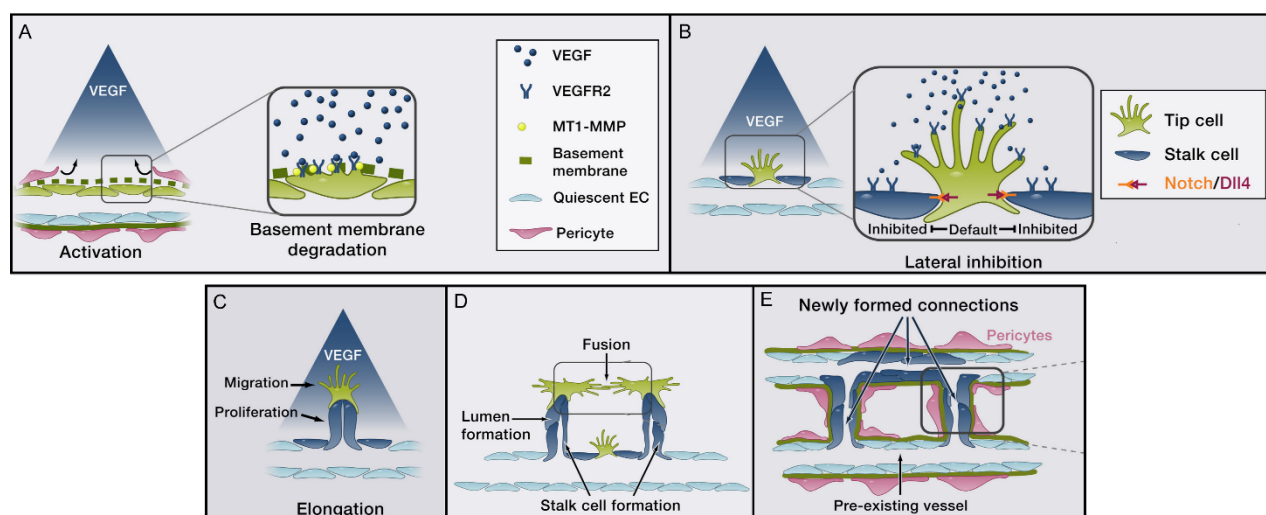 A
VEGF
Activation
Basement membrane
degradation
VEGF
VEGFR2
MT1-MMP
Basement
membrane
Quiescent EC
Pericyte
B
VEGF
Inhibited
Default
Inhibited
Lateral inhibition
Tip cell
Stalk cell
Notch/Dll4
C
VEGF
Migration
Proliferation
Elongation
D
Fusion
Lumen
formation
Stalk cell formation
E
Newly formed connections
Pericytes
Pre-existing vessel